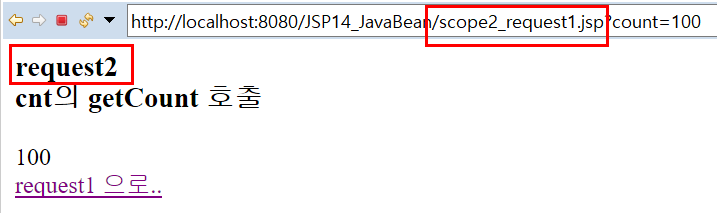 http://localhost:8080/JSP14_JavaBean/scope2_request1.jsp?count=100
request2
cnt의 getCount 호출
100
request1 으로..